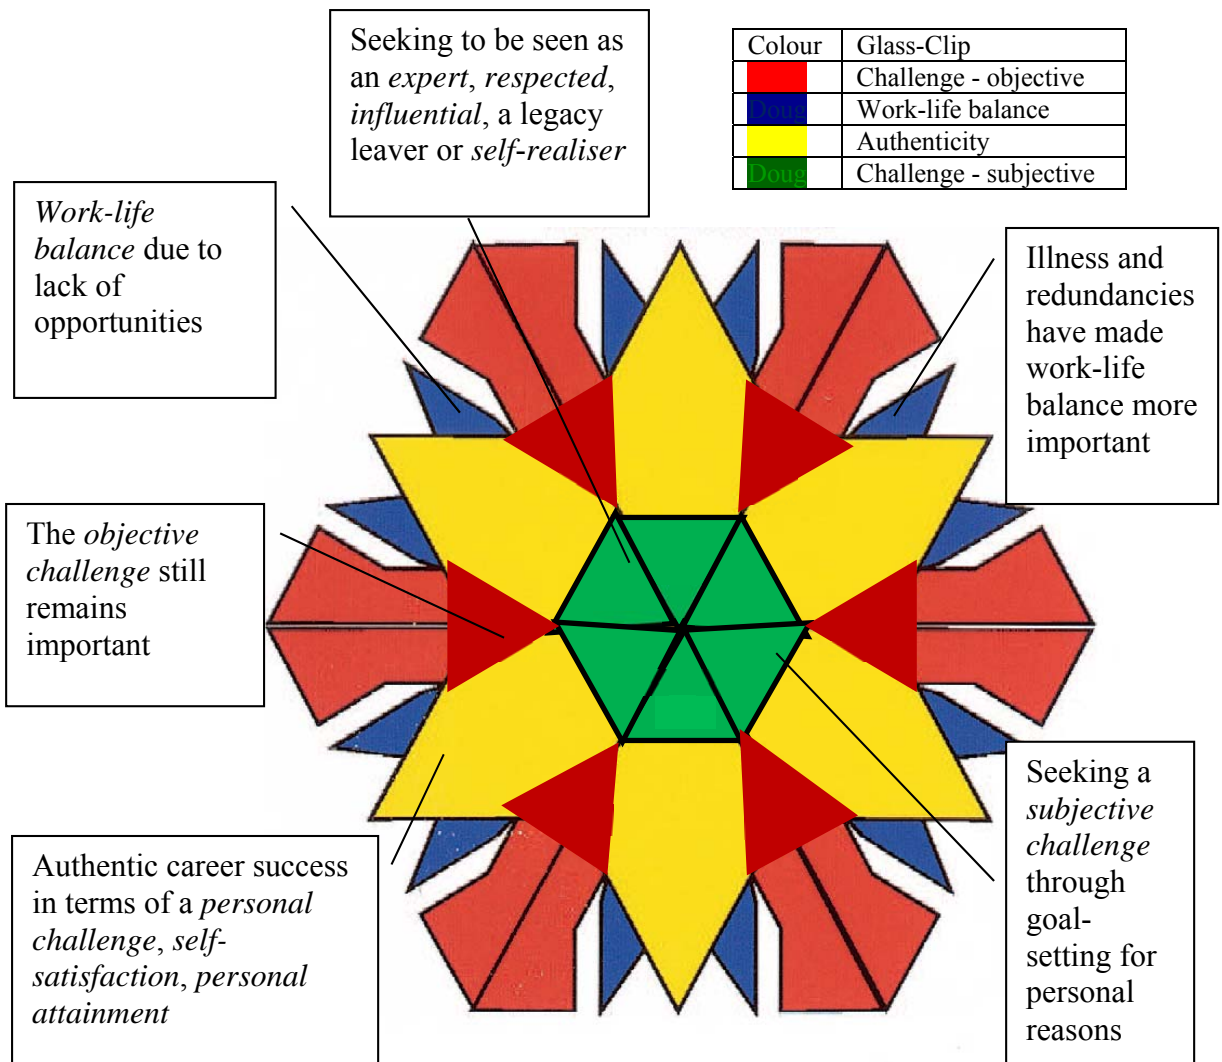 Seeking to be seen as
an expert, respected,
influential, a legacy
leaver or self-realiser
Colour Glass-Clip
Challenge - objective
Doug Work-life balance
Authenticity
Doug Challenge - subjective
Work-life
balance due to
lack of
opportunities
Illness and
redundancies
have made
work-life
balance more
important
The objective
challenge still
remains
important
Authentic career success
in terms of a personal
challenge, self-
satisfaction, personal
attainment
Seeking a
subjective
challenge
through
goal-
setting for
personal
reasons